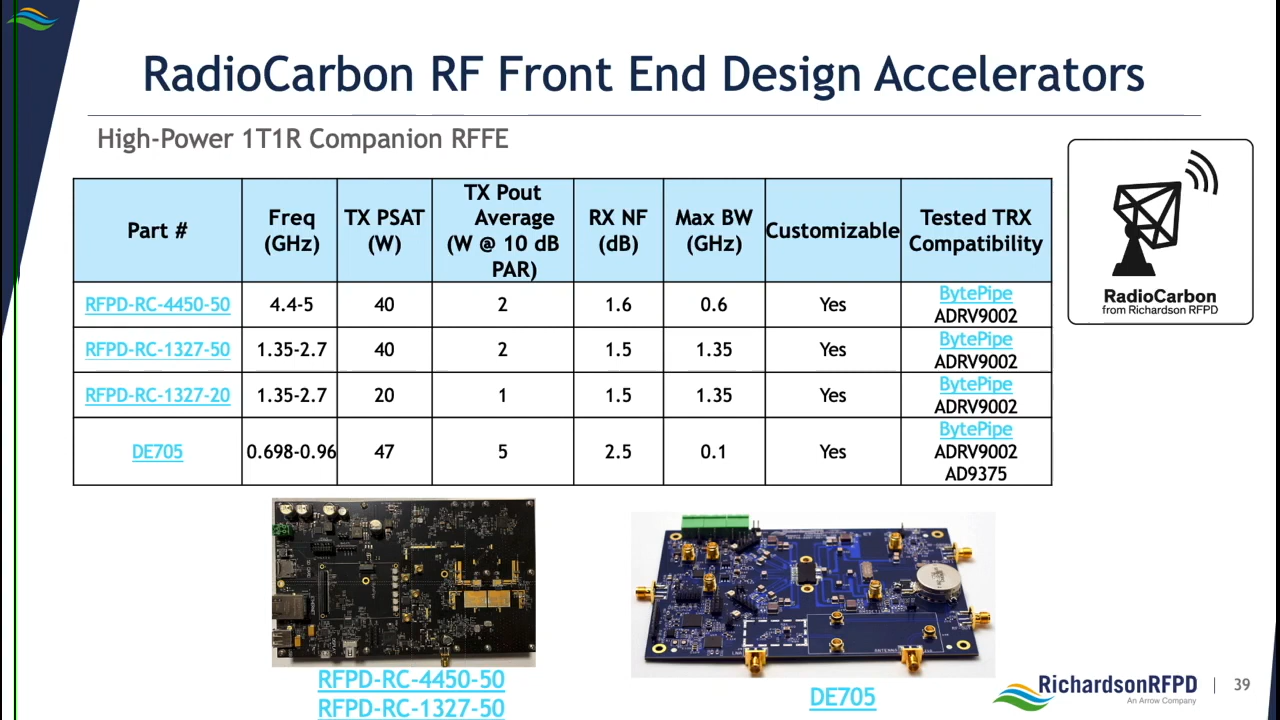 RadioCarbon RF Front End Design Accelerators
High-Power 1T1R Companion RFFE
Part #
Freq
(GHz)
TX PSAT
(W)
TX Pout
Average
(W @ 10 dB
PAR)
RX NF
(dB)
Max BW
(GHz)
Customizable
Tested TRX
Compatibility
RFPD-RC-4450-50 4.4-5 40 2 1.6 0.6 Yes BytePipe
ADRV9002
RFPD-RC-1327-50 1.35-2.7 40 2 1.5 1.35 Yes BytePipe
ADRV9002
RFPD-RC-1327-20 1.35-2.7 20 1 1.5 1.35 Yes BytePipe
ADRV9002
DE705 0.698-0.96 47 5 2.5 0.1 Yes BytePipe
ADRV9002
AD9375
RadioCarbon
from Richardson RFPD
RFPD-RC-4450-50
RFPD-RC-1327-50
DE705
RichardsonRFPD
An Arrow Company
| 39